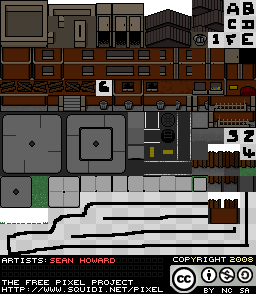 A B
C D
1 F E
6
3 2
4
ARTISTS: SEAN HOWARD
COPYRIGHT 2008
THE FREE PIXEL PROJECT
HTTP://WWW.SQUIDI.NET/PIXEL
cc
BY NC SA